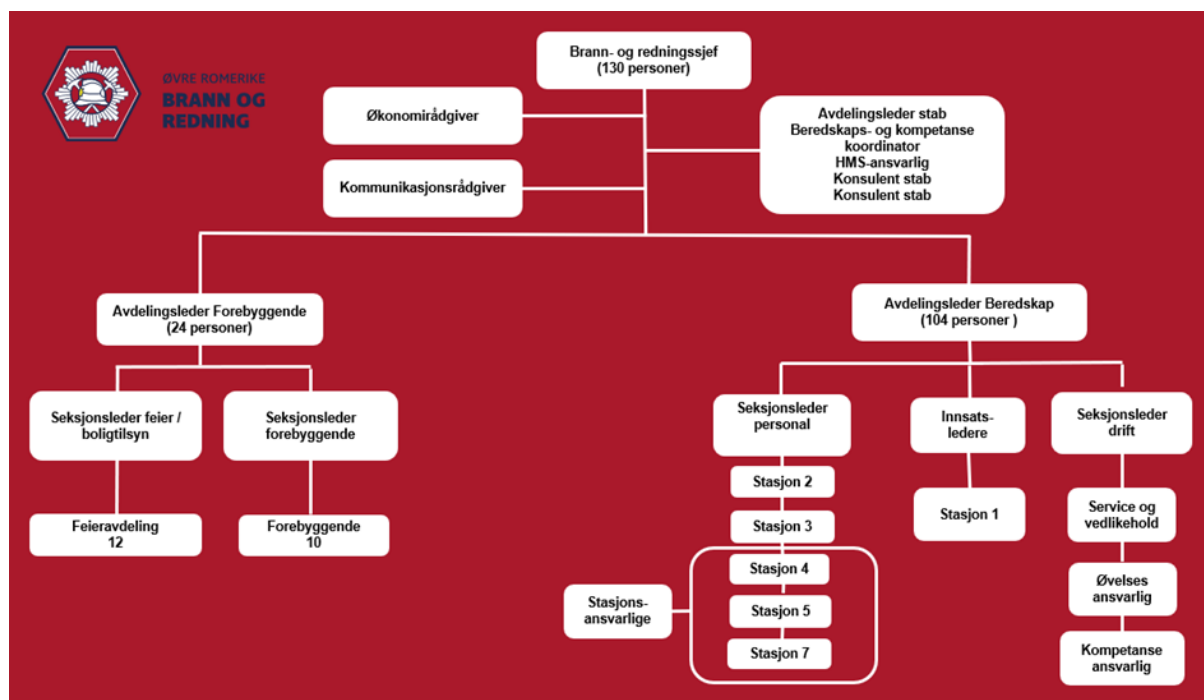 ØVRE ROMERIKE
BRANN OG
REDNING
Brann- og redningssjef
(130 personer)
Økonomirådgiver
Kommunikasjonsrådgiver
Avdelingsleder stab
Beredskaps- og kompetanse
koordinator
HMS-ansvarlig
Konsulent stab
Konsulent stab
Avdelingsleder Forebyggende
(24 personer)
Avdelingsleder Beredskap
(104 personer )
Seksjonsleder feier /
boligtilsyn
Seksjonsleder
forebyggende
Feieravdeling
12
Forebyggende
10
Seksjonsleder
personal
Innsats-
ledere
Seksjonsleder
drift
Stasjon 2
Stasjon 3
Stasjon 4
Stasjon 5
Stasjon 7
Stasjons-
ansvarlige
Stasjon 1
Service og
vedlikehold
Øvelses
ansvarlig
Kompetanse
ansvarlig